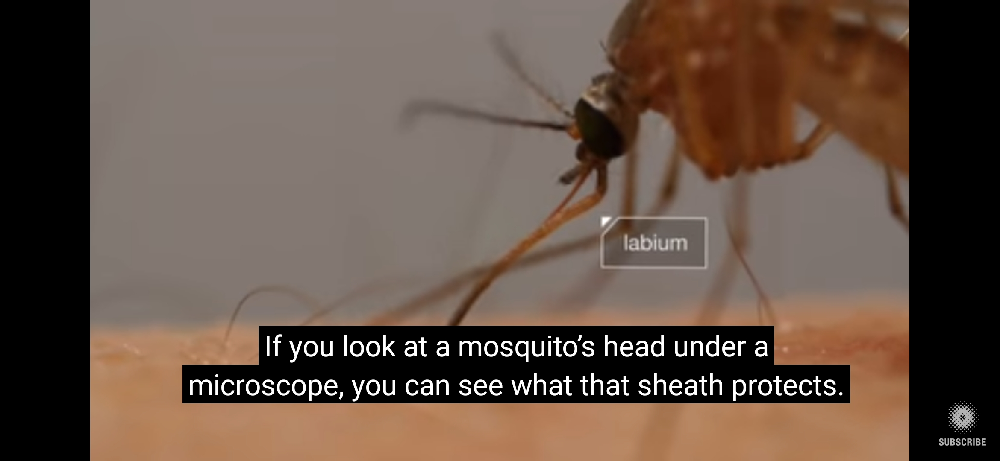 labium
If you look at a mosquito’s head under a
microscope, you can see what that sheath protects.
SUBSCRIBE